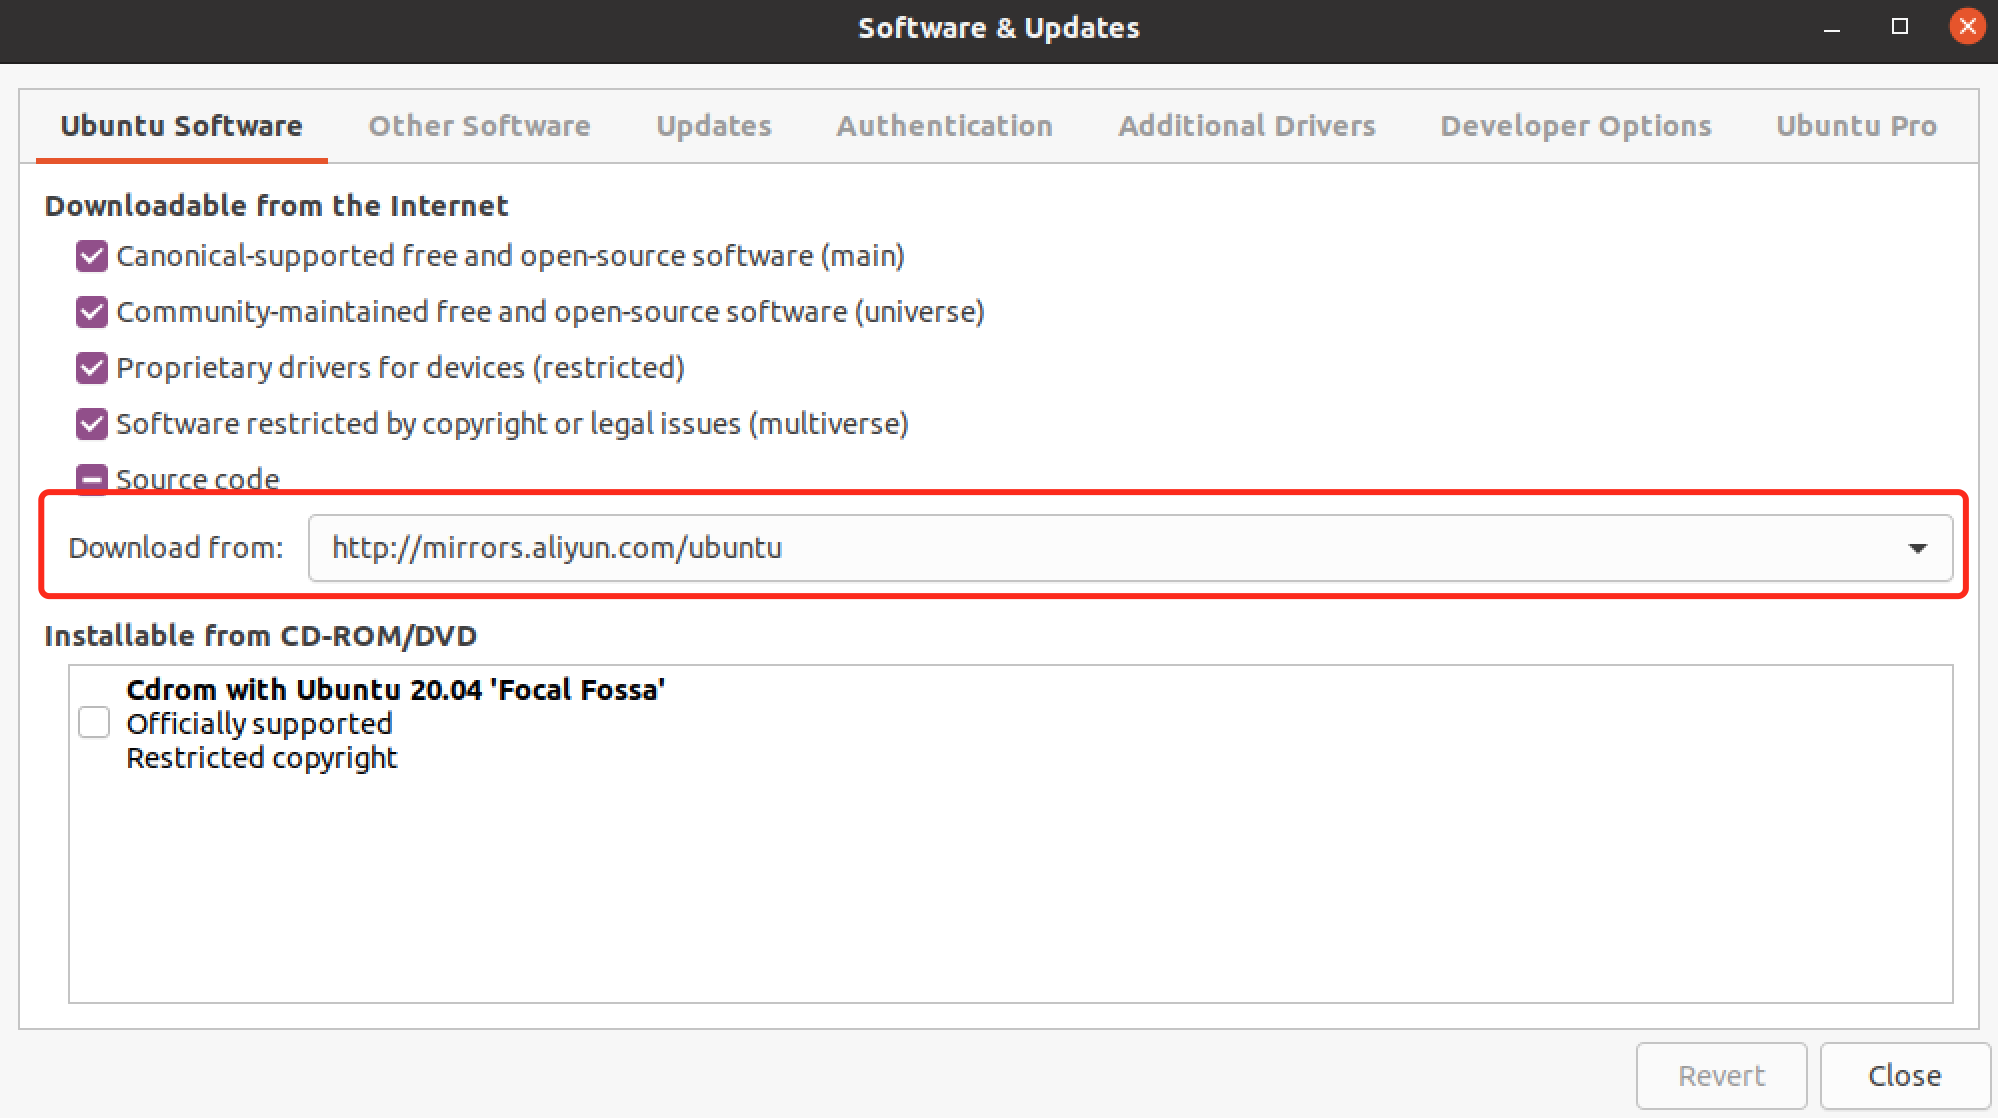 Software & Updates
Ubuntu Software Other Software Updates Authentication Additional Drivers Developer Options Ubuntu Pro
Downloadable from the Internet
Canonical-supported free and open-source software (main)
Community-maintained free and open-source software (universe)
Proprietary drivers for devices (restricted)
Software restricted by copyright or legal issues (multiverse)
Source code
Download from: http://mirrors.aliyun.com/ubuntu
Installable from CD-ROM/DVD
Cdrom with Ubuntu 20.04 'Focal Fossa'
Officially supported
Restricted copyright
Revert Close